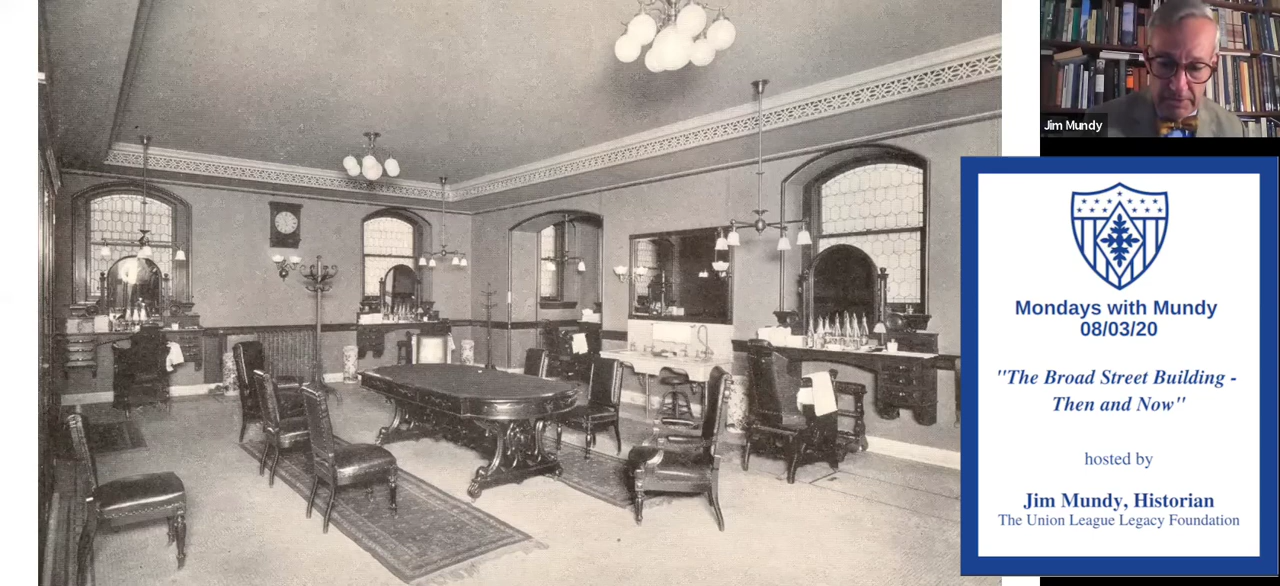 Jim Mundy
Mondays with Mundy
08/03/20
"The Broad Street Building -
Then and Now"
hosted by
Jim Mundy, Historian
The Union League Legacy Foundation